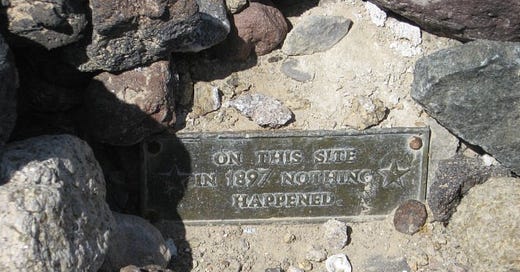 ON THIS SITE
IN 1897 NOTHING
HAPPENED.